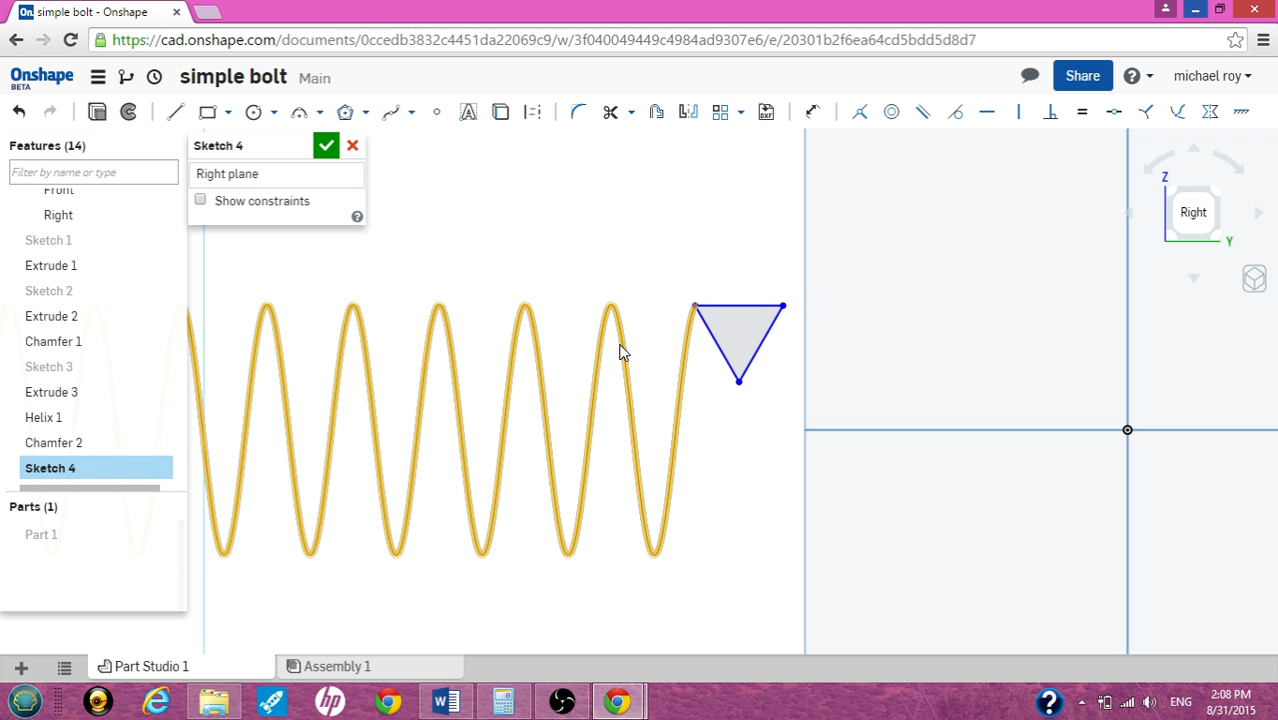 On simple bolt - Onshape
https://cad.onshape.com/documents/0ccedb3832c4451da22069c9/w/3f040049449c4984ad9307e6/e/20301b2f6ea64cd5bdd5d8d7
Onshape
BETA
simple bolt Main
Share
michael roy
Features (14)
Filter by name or type
Front
Right
Sketch 1
Extrude 1
Sketch 2
Extrude 2
Chamfer 1
Sketch 3
Extrude 3
Helix 1
Chamfer 2
Sketch 4
Parts (1)
Part 1
Sketch 4
Right plane
Show constraints
Z
Right
Y
Part Studio 1
Assembly 1
ENG
2:08 PM
8/31/2015